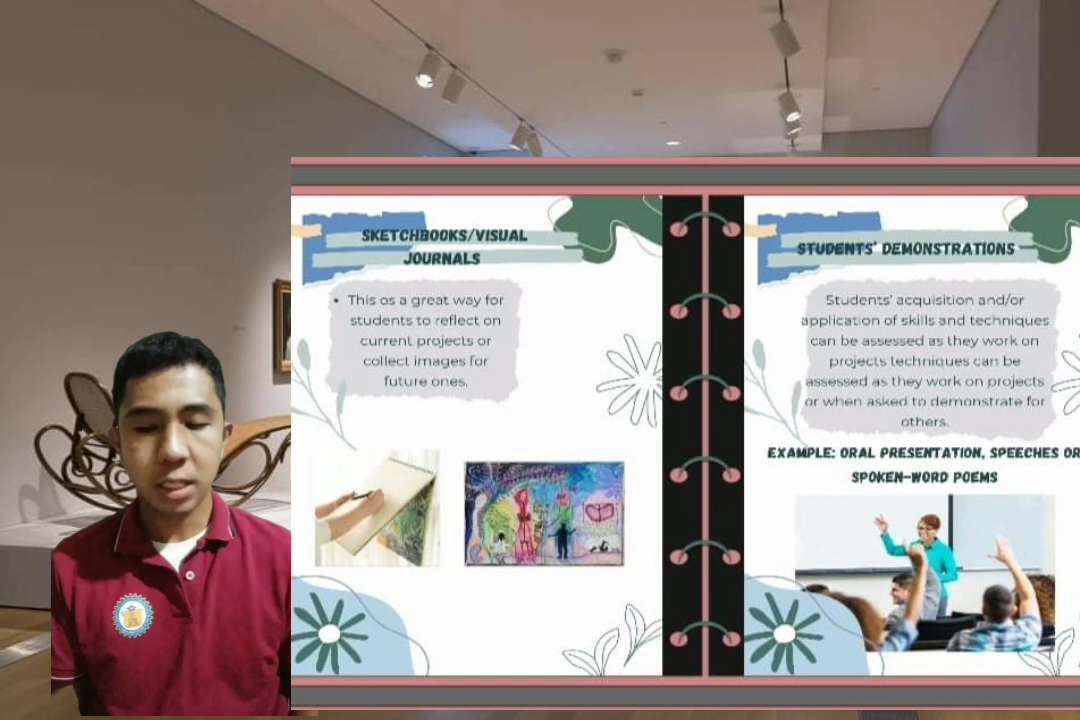 SKETCHBOOKS/VISUAL
JOURNALS
• This os a great way for
students to reflect on
current projects or
collect images for
future ones.
STUDENTS' DEMONSTRATIONS
Students' acquisition and/or
application of skills and techniques
can be assessed as they work on
projects techniques can be
assessed as they work on projects
or when asked to demonstrate for
others.
EXAMPLE: ORAL PRESENTATION, SPEECHES OR
SPOKEN-WORD POEMS